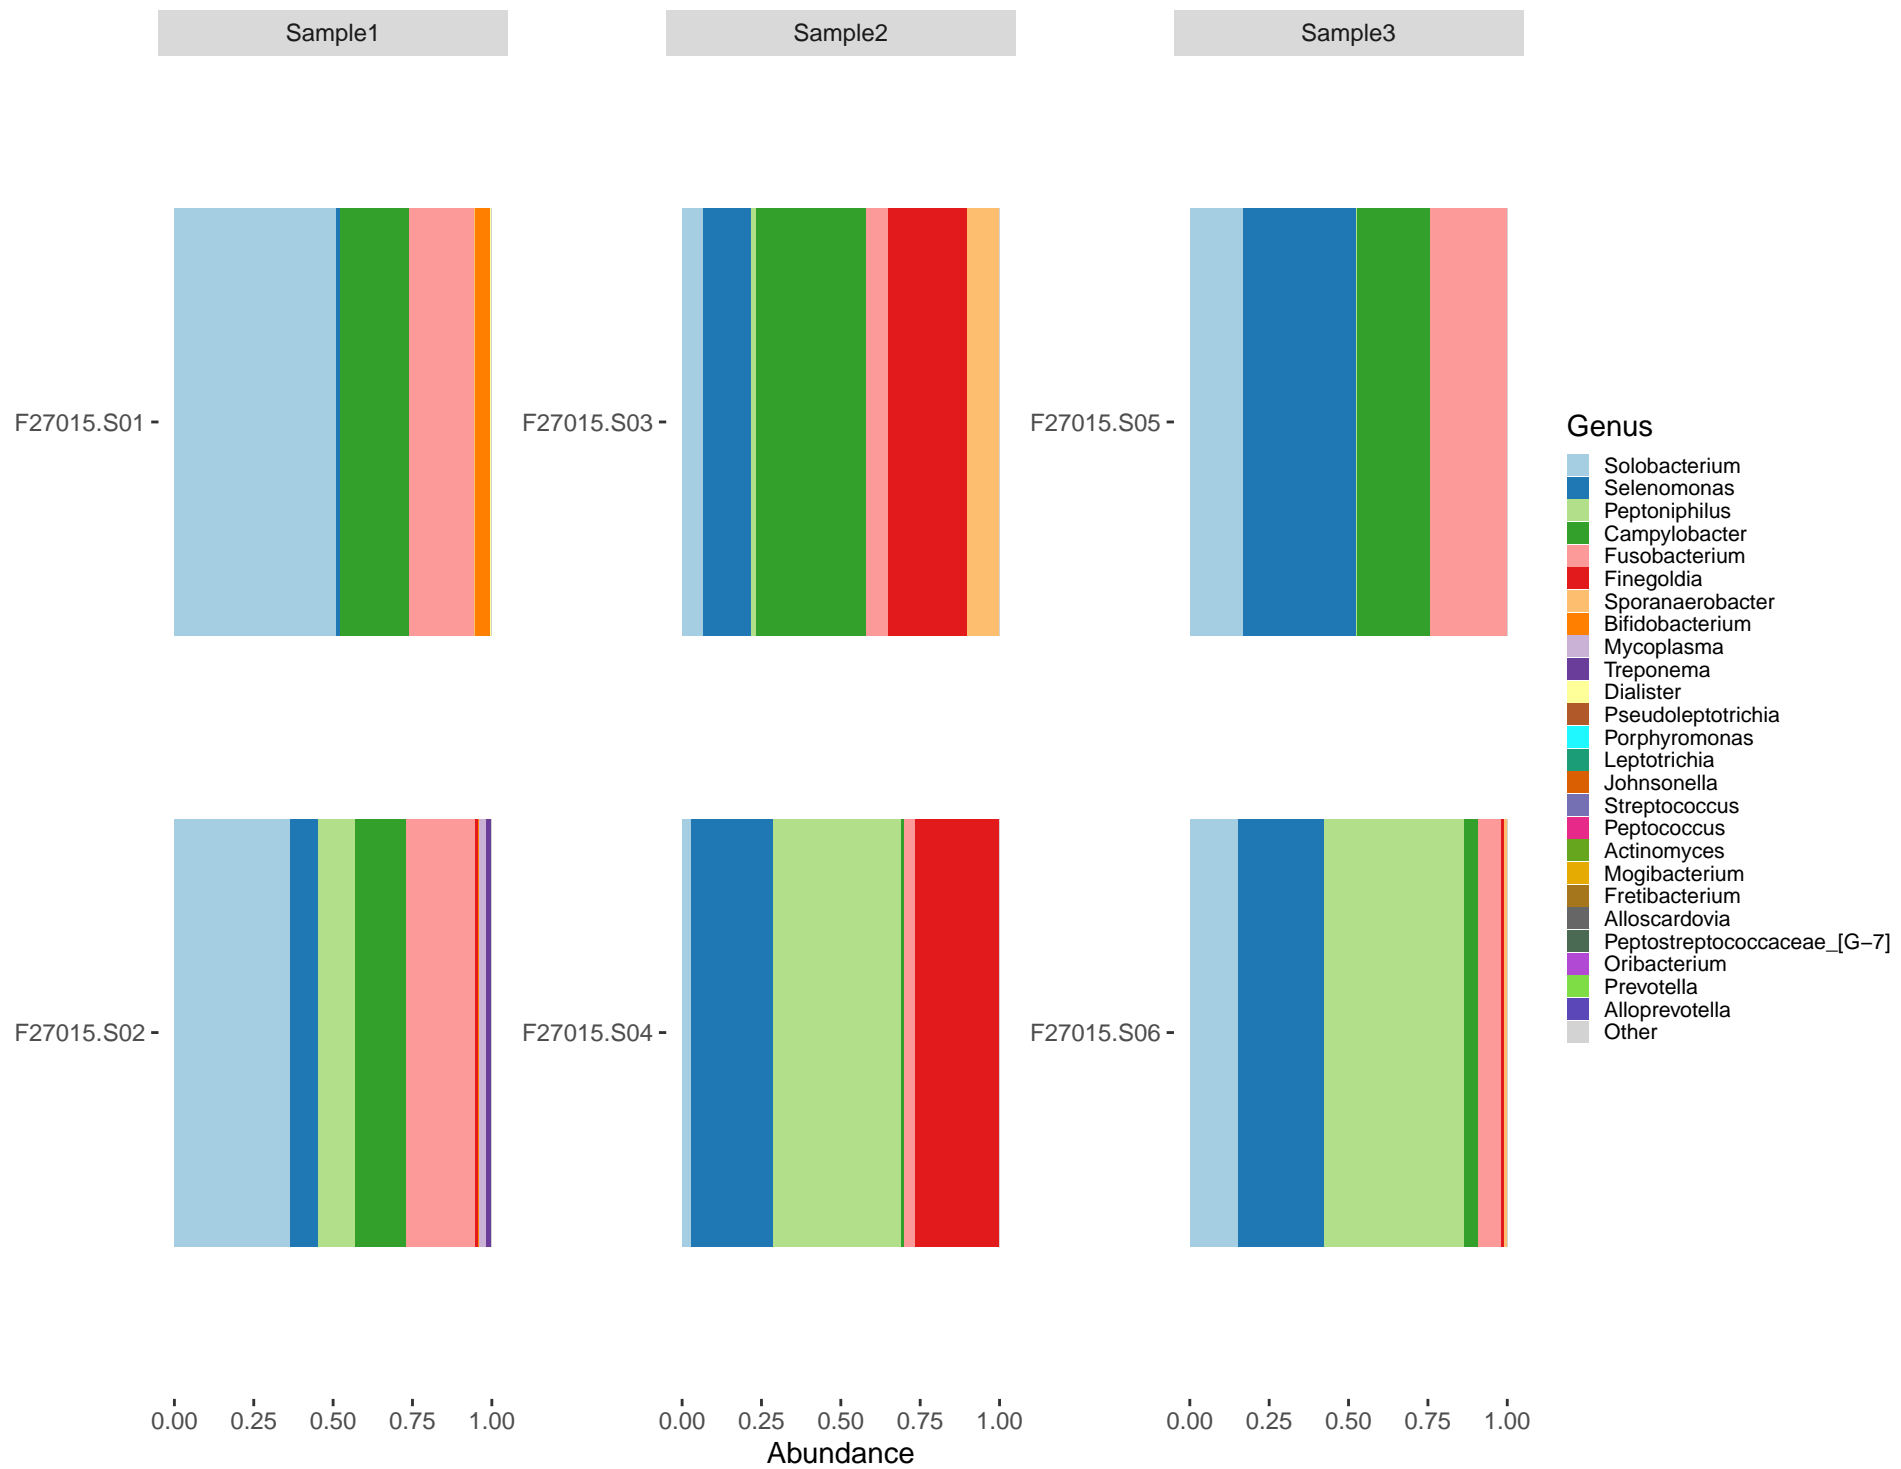 Sample1
Sample2
Sample3
F27015.S01
F27015.S03
F27015.S05
F27015.S02
F27015.S04
F27015.S06
0.00 0.25 0.50 0.75 1.00
0.00 0.25 0.50 0.75 1.00
0.00 0.25 0.50 0.75 1.00
Abundance
Genus
Solobacterium
Selenomonas
Peptoniphilus
Campylobacter
Fusobacterium
Finegoldia
Sporanaerobacter
Bifidobacterium
Mycoplasma
Treponema
Dialister
Pseudoleptotrichia
Porphyromonas
Leptotrichia
Johnsonella
Streptococcus
Peptococcus
Actinomyces
Mogibacterium
Fretibacterium
Alloscardovia
Peptostreptococcaceae_[G−7]
Oribacterium
Prevotella
Alloprevotella
Other